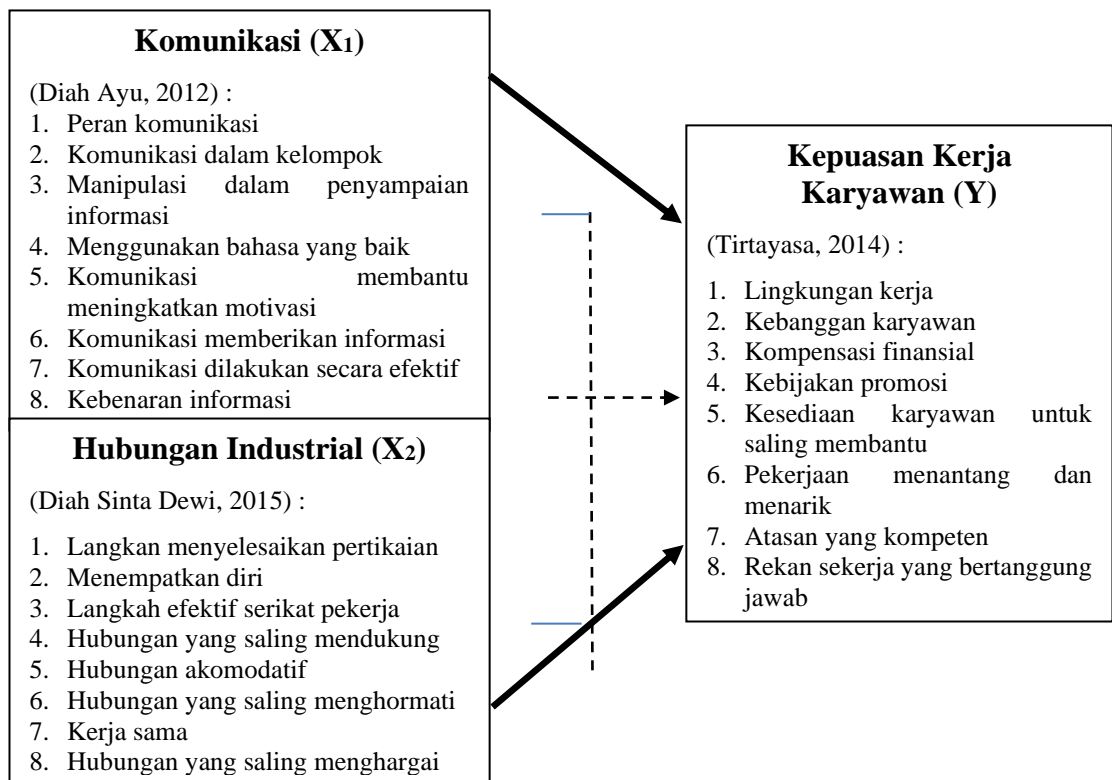 Komunikasi (X1)
(Diah Ayu, 2012) :
1. Peran komunikasi
2. Komunikasi dalam kelompok
3. Manipulasi dalam penyampaian
informasi
4. Menggunakan bahasa yang baik
5. Komunikasi membantu
meningkatkan motivasi
6. Komunikasi memberikan informasi
7. Komunikasi dilakukan secara efektif
8. Kebenaran informasi
Hubungan Industrial (X2)
(Diah Sinta Dewi, 2015) :
1. Langkan menyelesaikan pertikaian
2. Menempatkan diri
3. Langkah efektif serikat pekerja
4. Hubungan yang saling mendukung
5. Hubungan akomodatif
6. Hubungan yang saling menghormati
7. Kerja sama
8. Hubungan yang saling menghargai
Kepuasan Kerja
Karyawan (Y)
(Tirtayasa, 2014) :
1. Lingkungan kerja
2. Kebanggan karyawan
3. Kompensasi finansial
4. Kebijakan promosi
5. Kesediaan karyawan untuk
saling membantu
6. Pekerjaan menantang dan
menarik
7. Atasan yang kompeten
8. Rekan sekerja yang bertanggung
jawab